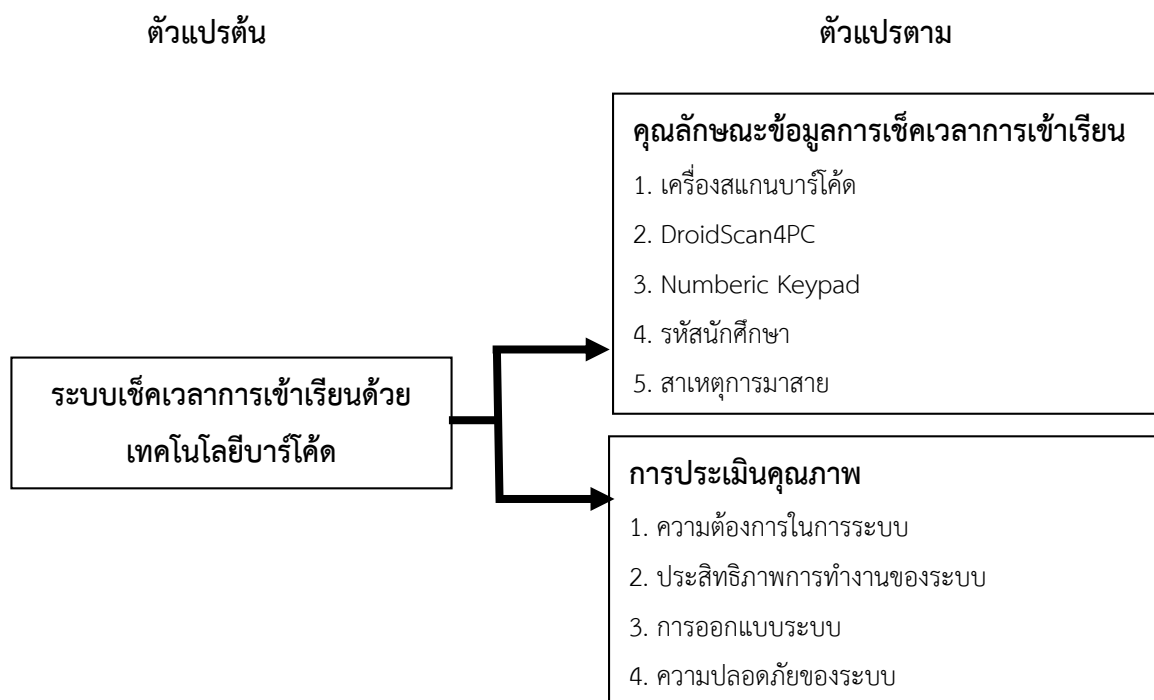 ตัวแปรต้น
ตัวแปรตาม
คุณลักษณะข้อมูลการเช็คเวลาการเข้าเรียน
1. เครื่องสแกนบาร์โค้ด
2. DroidScan4PC
3. Numberic Keypad
4. รหัสนักศึกษา
5. สาเหตุการมาสาย
ระบบเช็คเวลาการเข้าเรียนด้วย
เทคโนโลยีบาร์โค้ด
การประเมินคุณภาพ
1. ความต้องการในการระบบ
2. ประสิทธิภาพการทำงานของระบบ
3. การออกแบบระบบ
4. ความปลอดภัยของระบบ